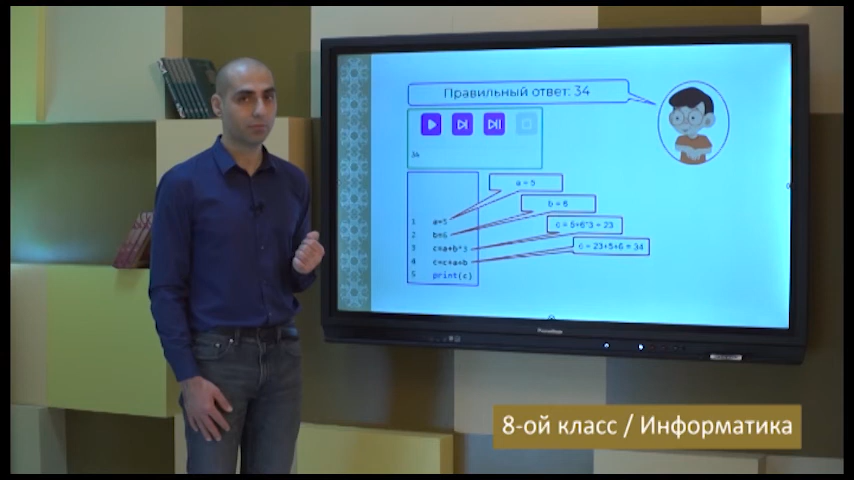 Правильный ответ: 34
34
a = 5
b = 6
c = 5+6*3 = 23
c = 23+5+6 = 34
1 a=5
2 b=6
3 c=a+b*3
4 c=c+a+b
5 print(c)
Promethean
8-ой класс / Информатика